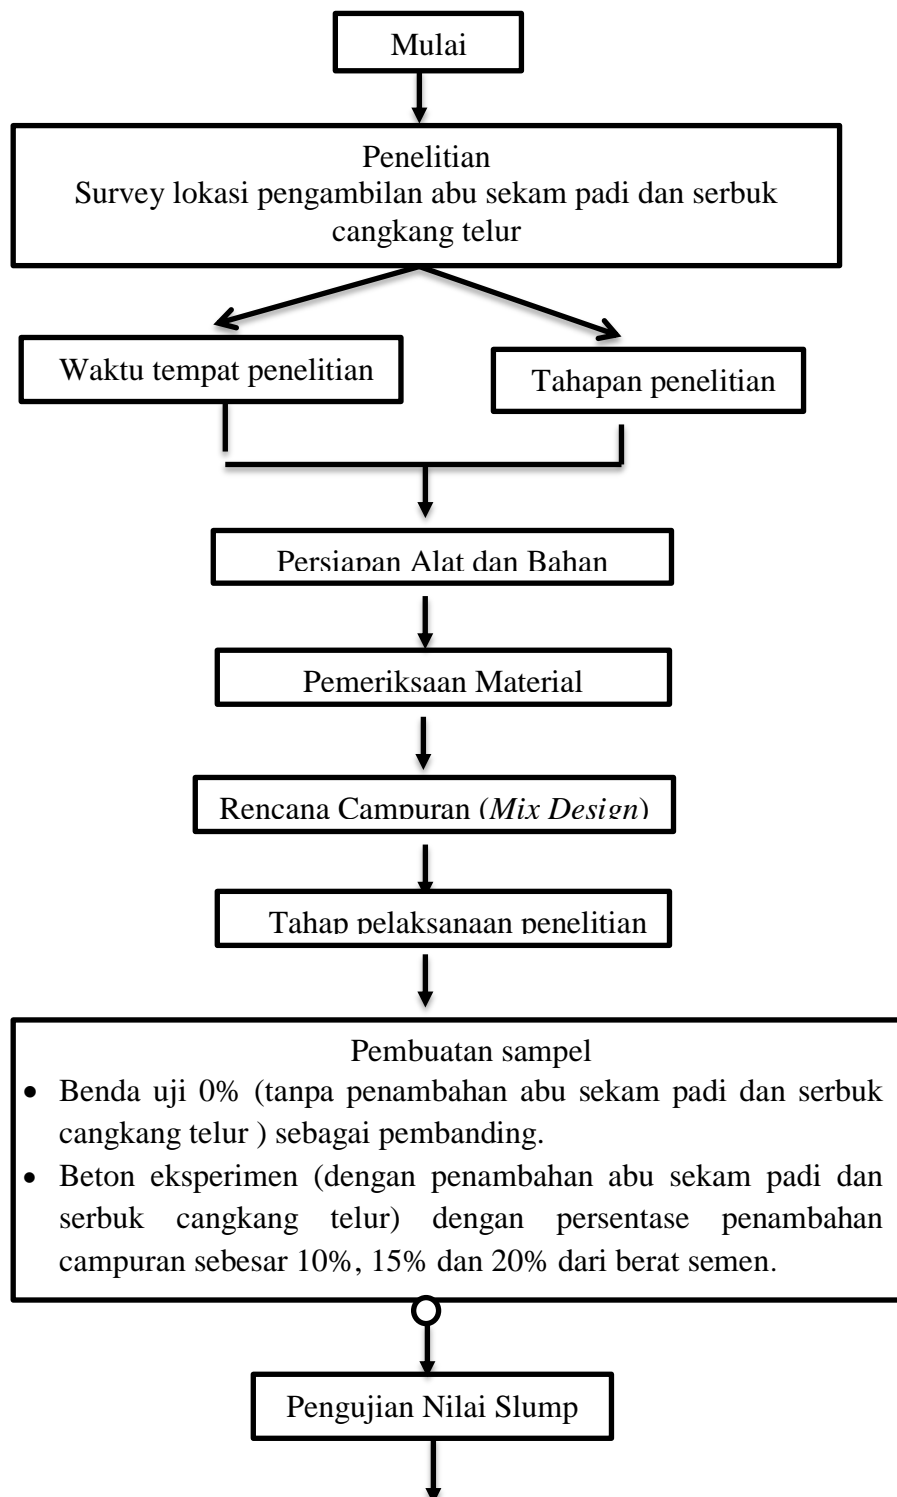 Mulai
Penelitian
Survey lokasi pengambilan abu sekam padi dan serbuk
cangkang telur
Waktu tempat penelitian
Tahapan penelitian
Persiapan Alat dan Bahan
Pemeriksaan Material
Rencana Campuran (Mix Design)
Tahap pelaksanaan penelitian
Pembuatan sampel
• Benda uji 0% (tanpa penambahan abu sekam padi dan serbuk
cangkang telur ) sebagai pembanding.
• Beton eksperimen (dengan penambahan abu sekam padi dan
serbuk cangkang telur) dengan persentase penambahan
campuran sebesar 10%, 15% dan 20% dari berat semen.
Pengujian Nilai Slump